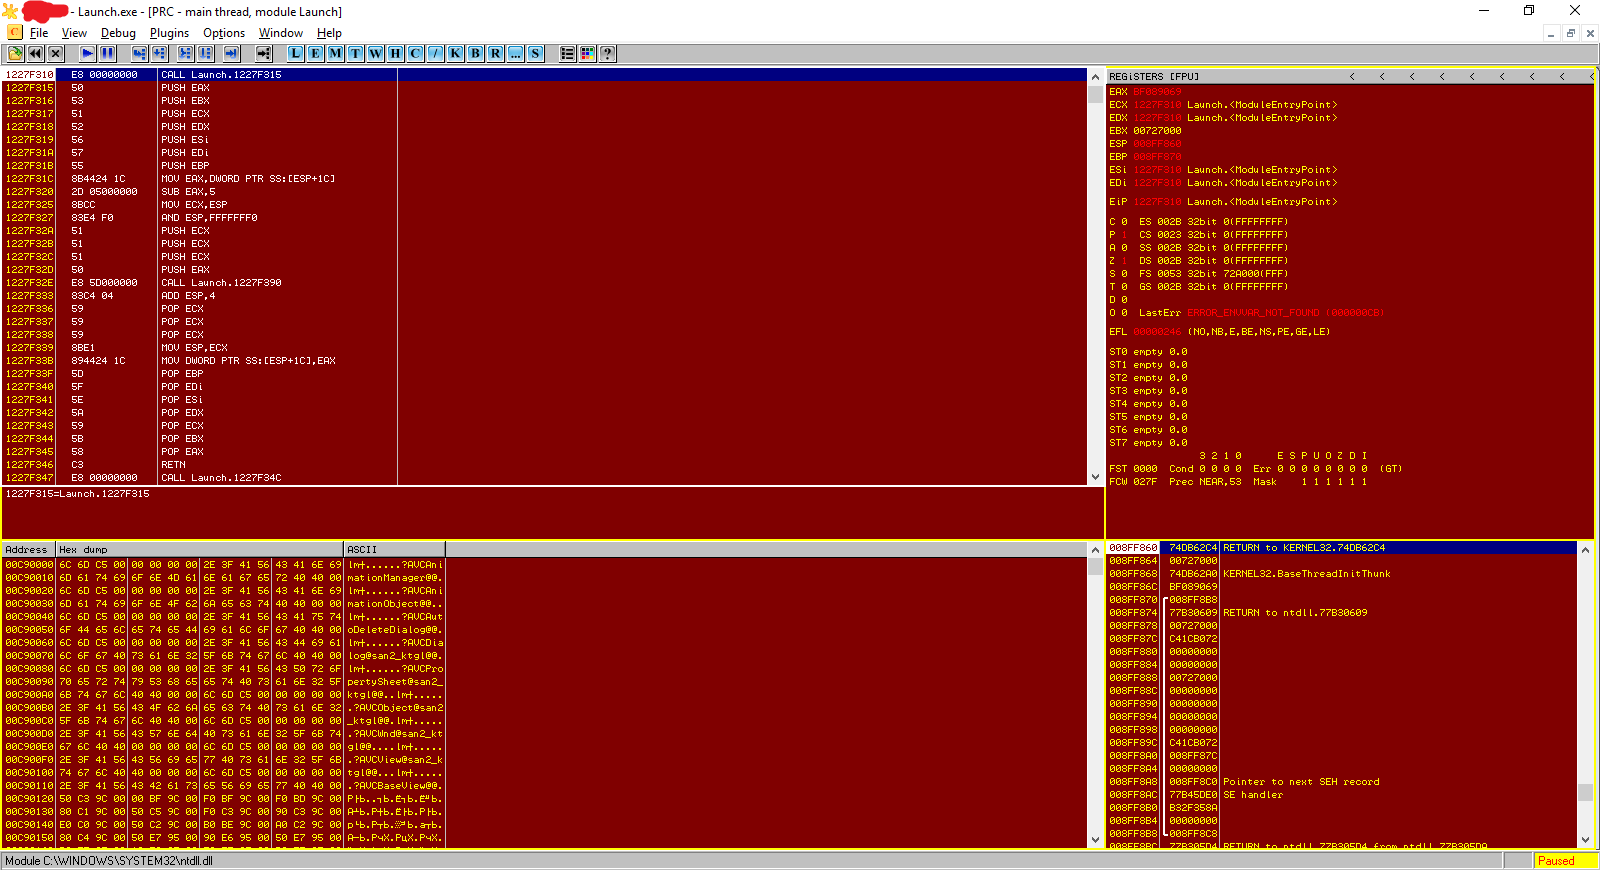 - Launch.exe - [PRC - main thread, module Launch]
C File View Debug Plugins Options Window Help
L E M T W H C / K B R ... S ?
1227F310 E8 00000000 CALL Launch.1227F315
1227F315 50 PUSH EAX
1227F316 53 PUSH EBX
1227F317 51 PUSH ECX
1227F318 52 PUSH EDX
1227F319 56 PUSH ESi
1227F31A 57 PUSH EDi
1227F31B 55 PUSH EBP
1227F31C 8B4424 1C MOV EAX,DWORD PTR SS:[ESP+1C]
1227F320 2D 05000000 SUB EAX,5
1227F325 8BCC MOV ECX,ESP
1227F327 83E4 F0 AND ESP,FFFFFFF0
1227F32A 51 PUSH ECX
1227F32B 51 PUSH ECX
1227F32C 51 PUSH ECX
1227F32D 50 PUSH EAX
1227F32E E8 5D000000 CALL Launch.1227F390
1227F333 83C4 04 ADD ESP,4
1227F336 59 POP ECX
1227F337 59 POP ECX
1227F338 59 POP ECX
1227F339 8BE1 MOV ESP,ECX
1227F33B 894424 1C MOV DWORD PTR SS:[ESP+1C],EAX
1227F33F 5D POP EBP
1227F340 5F POP EDi
1227F341 5E POP ESi
1227F342 5A POP EDX
1227F343 59 POP ECX
1227F344 5B POP EBX
1227F345 58 POP EAX
1227F346 C3 RETN
1227F347 E8 00000000 CALL Launch.1227F34C
1227F315=Launch.1227F315
REGiSTERS [FPU] < < < < < < < < <
EAX BF089069
ECX 1227F310 Launch.<ModuleEntryPoint>
EDX 1227F310 Launch.<ModuleEntryPoint>
EBX 00727000
ESP 008FF860
EBP 008FF870
ESi 1227F310 Launch.<ModuleEntryPoint>
EDi 1227F310 Launch.<ModuleEntryPoint>
EiP 1227F310 Launch.<ModuleEntryPoint>
C 0 ES 002B 32bit 0(FFFFFFFF)
P 1 CS 0023 32bit 0(FFFFFFFF)
A 0 SS 002B 32bit 0(FFFFFFFF)
Z 1 DS 002B 32bit 0(FFFFFFFF)
S 0 FS 0053 32bit 72A000(FFF)
T 0 GS 002B 32bit 0(FFFFFFFF)
D 0
O 0 LastErr ERROR_ENVVAR_NOT_FOUND (000000CB)
EFL 00000246 (NO,NB,E,BE,NS,PE,GE,LE)
ST0 empty 0.0
ST1 empty 0.0
ST2 empty 0.0
ST3 empty 0.0
ST4 empty 0.0
ST5 empty 0.0
ST6 empty 0.0
ST7 empty 0.0
3 2 1 0 E S P U O Z D I
FST 0000 Cond 0 0 0 0 Err 0 0 0 0 0 0 0 0 (GT)
FCW 027F Prec NEAR,53 Mask 1 1 1 1 1 1
Address Hex dump ASCII
00C90000 6C 6D C5 00 00 00 00 00 2E 3F 41 56 43 41 6E 69 lm┼......?AVCAni
00C90010 6D 61 74 69 6F 6E 4D 61 6E 61 67 65 72 40 40 00 mationManager@@.
00C90020 6C 6D C5 00 00 00 00 00 2E 3F 41 56 43 41 6E 69 lm┼......?AVCAni
00C90030 6D 61 74 69 6F 6E 4F 62 6A 65 63 74 40 40 00 00 mationObject@@..
00C90040 6C 6D C5 00 00 00 00 00 2E 3F 41 56 43 41 75 74 lm┼......?AVCAut
00C90050 6F 44 65 6C 65 74 65 44 69 61 6C 6F 67 40 40 00 oDeleteDialog@@.
00C90060 6C 6D C5 00 00 00 00 00 2E 3F 41 56 43 44 69 61 lm┼......?AVCDia
00C90070 6C 6F 67 40 73 61 6E 32 5F 6B 74 67 6C 40 40 00 log@san2_ktgl@@.
00C90080 6C 6D C5 00 00 00 00 00 2E 3F 41 56 43 50 72 6F lm┼......?AVCPro
00C90090 70 65 72 74 79 53 68 65 65 74 40 73 61 6E 32 5F pertySheet@san2_
00C900A0 6B 74 67 6C 40 40 00 00 6C 6D C5 00 00 00 00 00 ktgl@@..lm┼.....
00C900B0 2E 3F 41 56 43 4F 62 6A 65 63 74 40 73 61 6E 32 .?AVCObject@san2
00C900C0 5F 6B 74 67 6C 40 40 00 6C 6D C5 00 00 00 00 00 _ktgl@@.lm┼.....
00C900D0 2E 3F 41 56 43 57 6E 64 40 73 61 6E 32 5F 6B 74 .?AVCWnd@san2_kt
00C900E0 67 6C 40 40 00 00 00 00 6C 6D C5 00 00 00 00 00 gl@@....lm┼.....
00C900F0 2E 3F 41 56 43 56 69 65 77 40 73 61 6E 32 5F 6B .?AVCView@san2_k
00C90100 74 67 6C 40 40 00 00 00 6C 6D C5 00 00 00 00 00 tgl@@...lm┼.....
00C90110 2E 3F 41 56 43 42 61 73 65 56 69 65 77 40 40 00 .?AVCBaseView@@.
00C90120 50 C3 9C 00 00 BF 9C 00 F0 BF 9C 00 F0 BD 9C 00
00C90130 80 C1 9C 00 50 C5 9C 00 F0 C3 9C 00 90 C3 9C 00
00C90140 E0 C0 9C 00 50 C2 9C 00 B0 BE 9C 00 A0 C2 9C 00
00C90150 80 C4 9C 00 50 E7 95 00 90 E6 95 00 50 E7 95 00
008FF860 74DB62C4 RETURN to KERNEL32.74DB62C4
008FF864 00727000
008FF868 74DB62A0 KERNEL32.BaseThreadInitThunk
008FF86C BF089069
008FF870 008FF8B8
008FF874 77B30609 RETURN to ntdll.77B30609
008FF878 00727000
008FF87C C41CB072
008FF880 00000000
008FF884 00000000
008FF888 00727000
008FF88C 00000000
008FF890 00000000
008FF894 00000000
008FF898 00000000
008FF89C C41CB072
008FF8A0 008FF87C
008FF8A4 00000000
008FF8A8 008FF8C0 Pointer to next SEH record
008FF8AC 77B45DE0 SE handler
008FF8B0 B32F358A
008FF8B4 00000000
008FF8B8 008FF8C8
008FF8BC 77B305D4 RETURN to ntdll.77B305D4 from ntdll.77B305DA
Module C:\WINDOWS\SYSTEM32\ntdll.dll
Paused